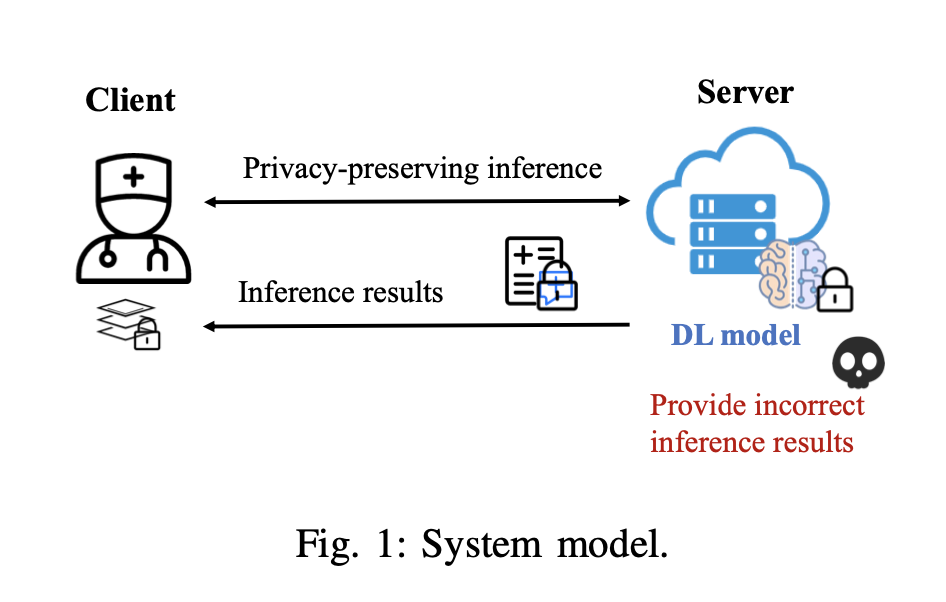 Client
Server
Privacy-preserving inference
Inference results
DL model
Provide incorrect
inference results
Fig. 1: System model.